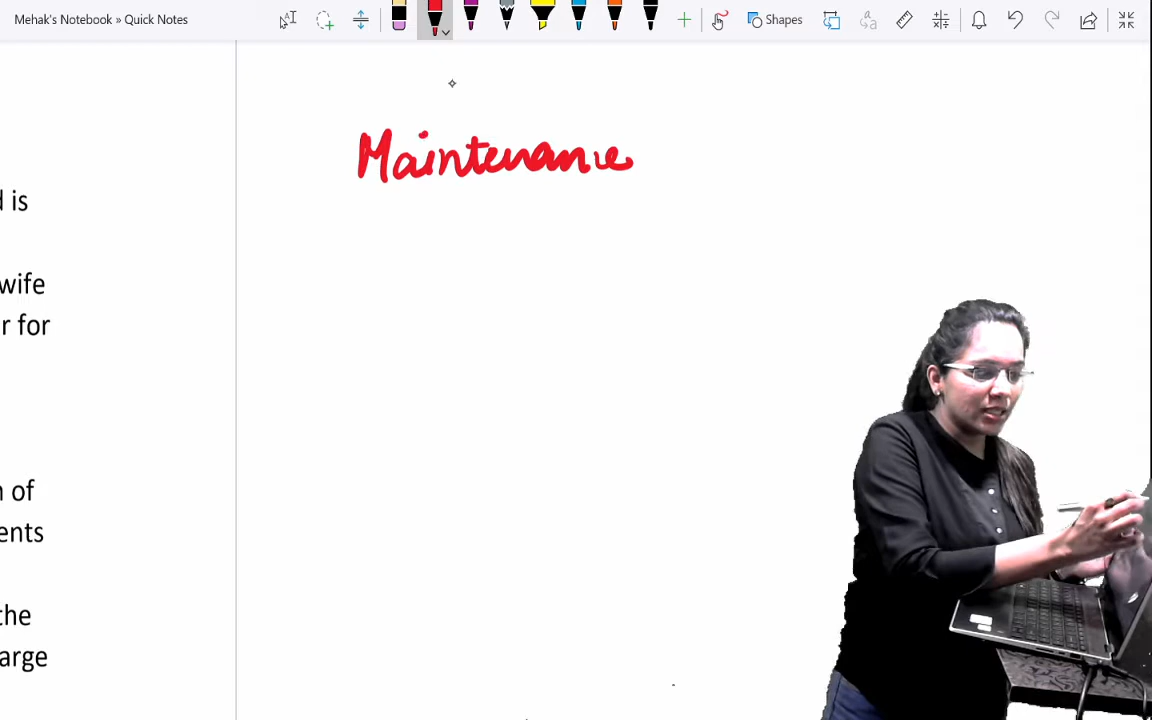 Mehak's Notebook » Quick Notes
Shapes
Maintenance
is
wife
r for
of
ents
the
arge